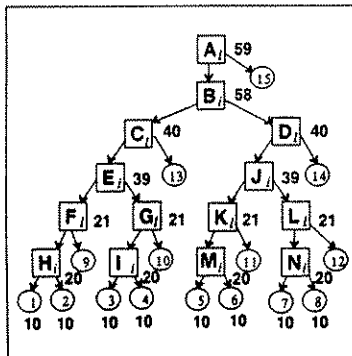 A i 59
15
B i 58
C i 40 D i 40
E i 39 13 J i 39 14
F i 21 G i 21 K i 21 L i 21
H i 20 9 I i 20 10 M i 20 11 N i 20 12
1 2 3 4 5 6 7 8
10 10 10 10 10 10 10 10